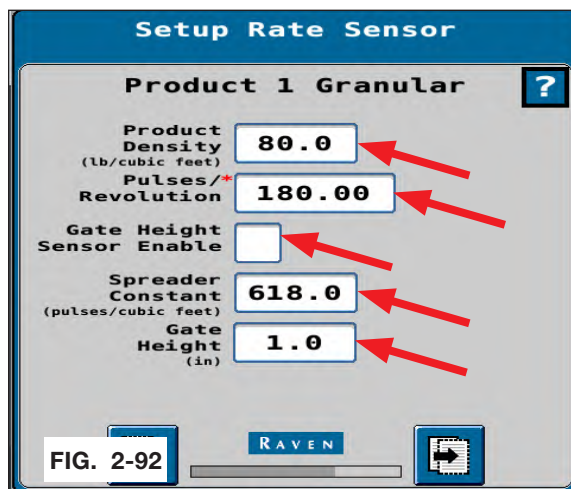 Setup Rate Sensor
Product 1 Granular
?
Product
Density
(lb/cubic feet)
80.0
Pulses/*
Revolution
180.00
Gate Height
Sensor Enable
Spreader
Constant
(pulses/cubic feet)
618.0
Gate
Height
(in)
1.0
RAVEN
FIG. 2-92